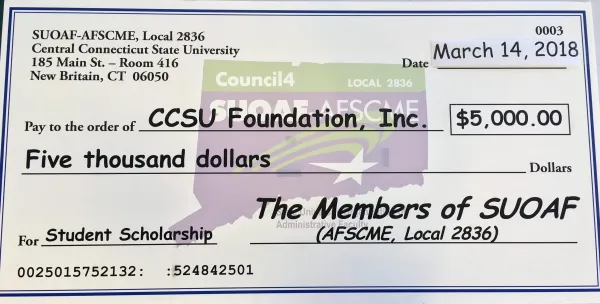 SUOAF-AFSCME, Local 2836
0003
Central Connecticut State University
185 Main St. – Room 416
Date March 14, 2018
New Britain, CT 06050
Council4
LOCAL 2836
SUOAF AFSCME
Pay to the order of CCSU Foundation, Inc. $5,000.00
Five thousand dollars Dollars
The Members of SUOAF
Administrative Faculty
For Student Scholarship (AFSCME, Local 2836)
0025015752132: :524842501